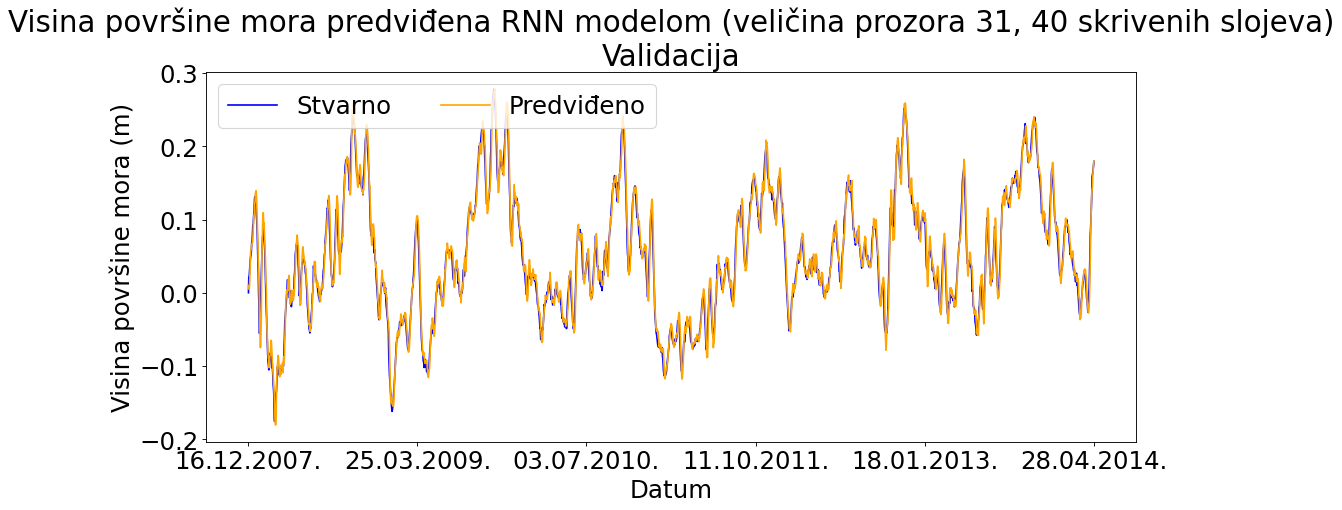 Visina površine mora predviđena RNN modelom (veličina prozora 31, 40 skrivenih slojeva)
Validacija
Stvarno
Predviđeno
Visina površine mora (m)
0.3
0.2
0.1
0.0
−0.1
−0.2
16.12.2007.
25.03.2009.
03.07.2010.
11.10.2011.
18.01.2013.
28.04.2014.
Datum